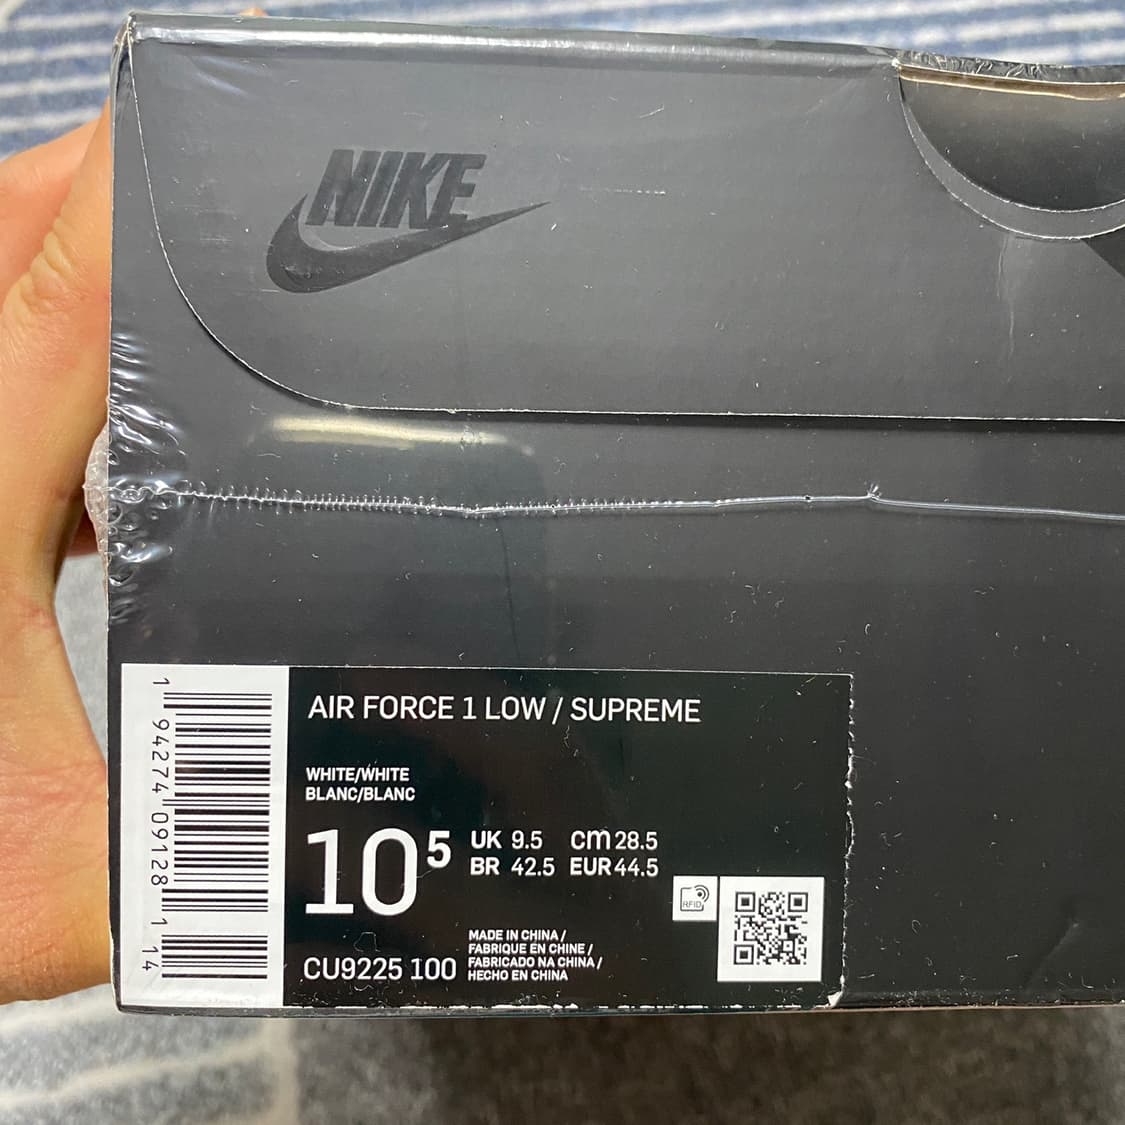 NIKE
AIR FORCE 1 LOW / SUPREME
WHITE/WHITE
BLANC/BLANC
10 5
UK 9.5 cm 28.5
BR 42.5 EUR 44.5
RFID
MADE IN CHINA /
FABRIQUE EN CHINE /
FABRICADO NA CHINA /
HECHO EN CHINA
CU9225 100
1 94274 09128 1 14